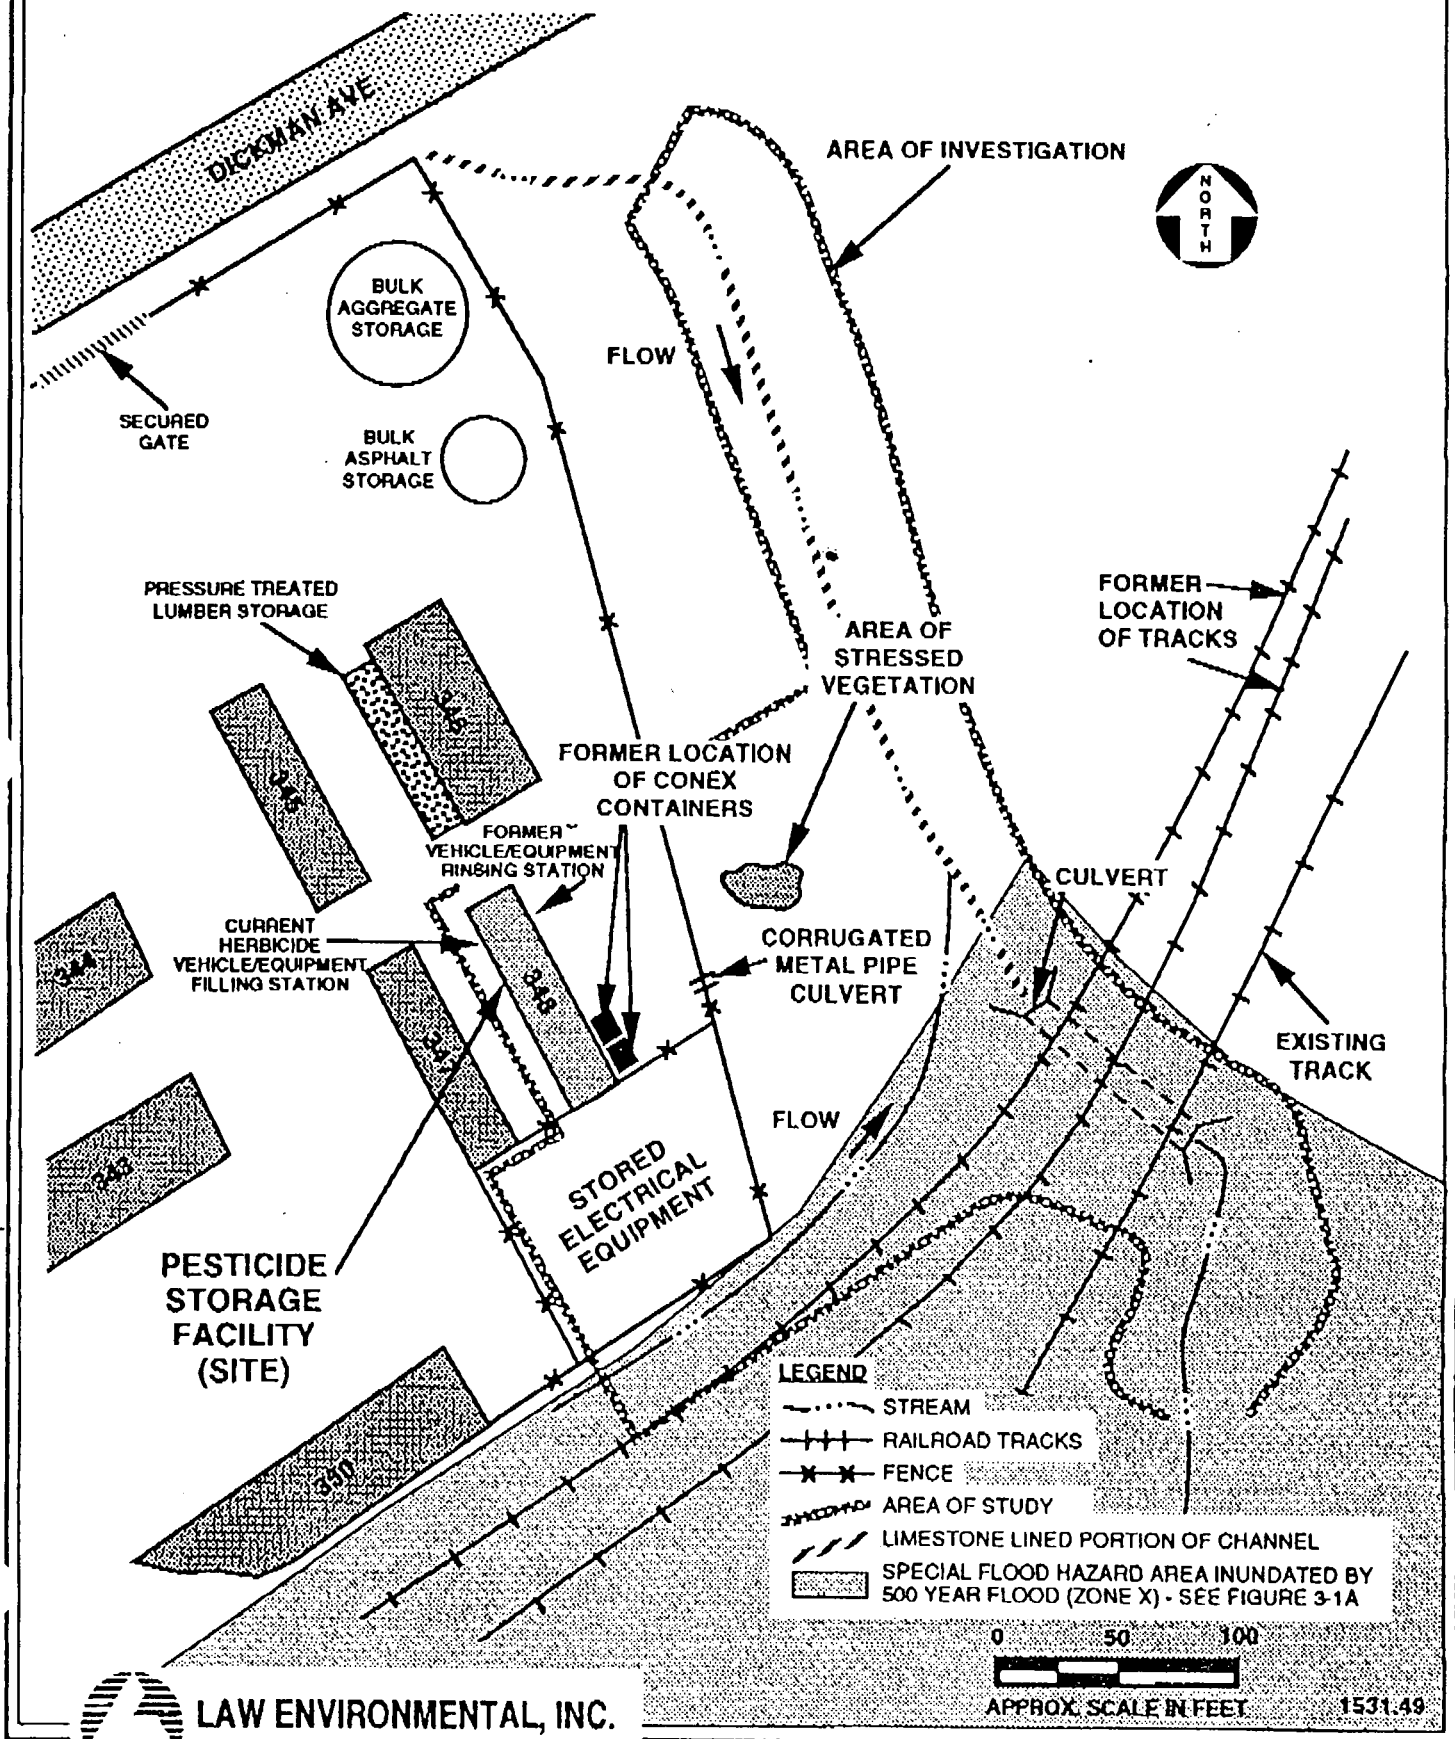 DICKMAN AVE
AREA OF INVESTIGATION
NORTH
BULK
AGGREGATE
STORAGE
FLOW
SECURED
GATE
BULK
ASPHALT
STORAGE
PRESSURE TREATED
LUMBER STORAGE
FORMER
LOCATION
OF TRACKS
AREA OF
STRESSED
VEGETATION
345
FORMER LOCATION
OF CONEX
CONTAINERS
FORMER
VEHICLE/EQUIPMENT
RINSING STATION
CULVERT
CURRENT
HERBICIDE
VEHICLE/EQUIPMENT
FILLING STATION
344
348
CORRUGATED
METAL PIPE
CULVERT
EXISTING
TRACK
FLOW
343
STORED
ELECTRICAL
EQUIPMENT
PESTICIDE
STORAGE
FACILITY
(SITE)
LEGEND
STREAM
RAILROAD TRACKS
FENCE
AREA OF STUDY
LIMESTONE LINED PORTION OF CHANNEL
SPECIAL FLOOD HAZARD AREA INUNDATED BY
500 YEAR FLOOD (ZONE X) - SEE FIGURE 3-1A
0 50 100
APPROX. SCALE IN FEET
1531.49
LAW ENVIRONMENTAL, INC.